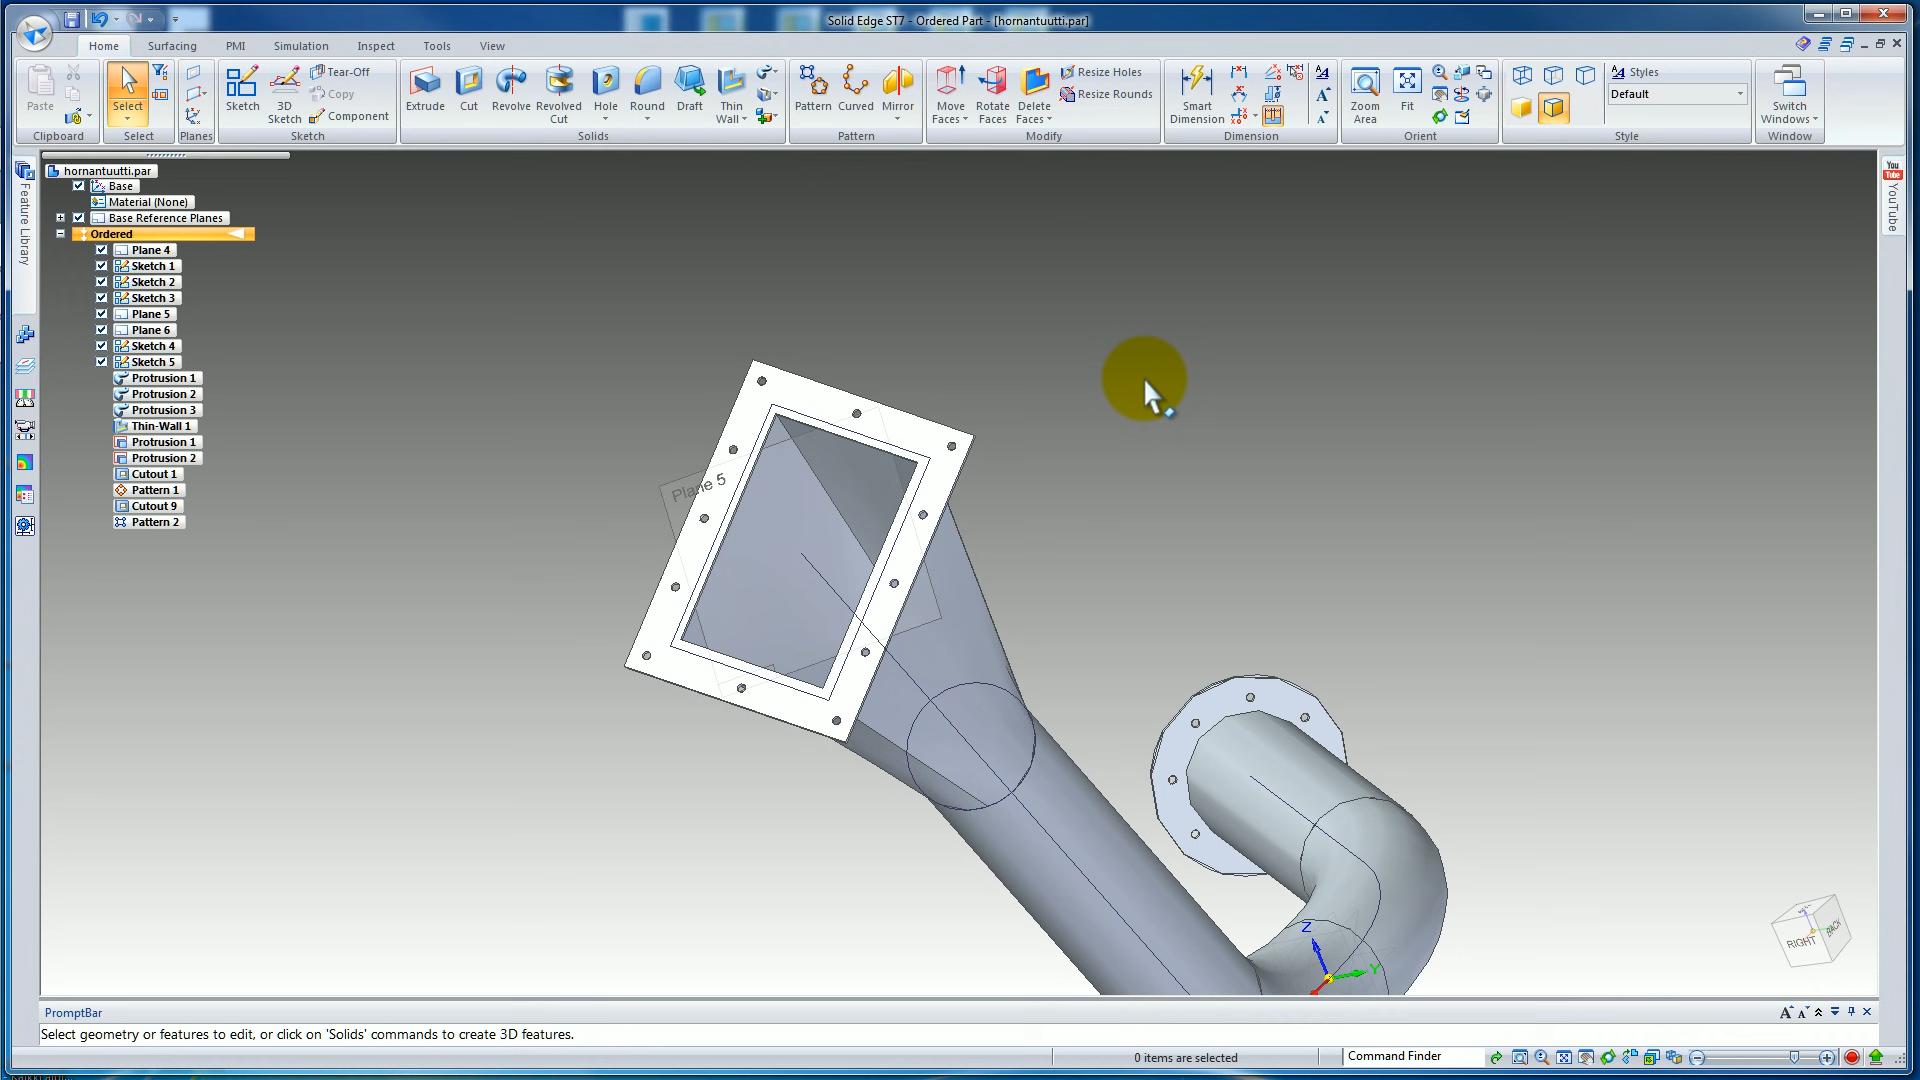 Solid Edge ST7 - Ordered Part - [hornantuutti.par]
Home Surfacing PMI Simulation Inspect Tools View
Paste
Clipboard
Select
Select
Planes
Sketch
3D Sketch
Tear-Off
Copy
Component
Sketch
Extrude
Cut
Revolve
Revolved Cut
Hole
Round
Draft
Thin Wall
Solids
Pattern
Curved
Mirror
Pattern
Move Faces
Rotate Faces
Delete Faces
Resize Holes
Resize Rounds
Modify
Smart Dimension
Dimension
Zoom Area
Fit
Orient
Styles
Default
Style
Switch Windows
Window
Feature Library
You Tube
YouTube
hornantuutti.par
Base
Material (None)
Base Reference Planes
Ordered
Plane 4
Sketch 1
Sketch 2
Sketch 3
Plane 5
Plane 6
Sketch 4
Sketch 5
Protrusion 1
Protrusion 2
Protrusion 3
Thin-Wall 1
Protrusion 1
Protrusion 2
Cutout 1
Pattern 1
Cutout 9
Pattern 2
Plane 5
Z
Y
RIGHT
BACK
PromptBar
Select geometry or features to edit, or click on 'Solids' commands to create 3D features.
0 items are selected
Command Finder